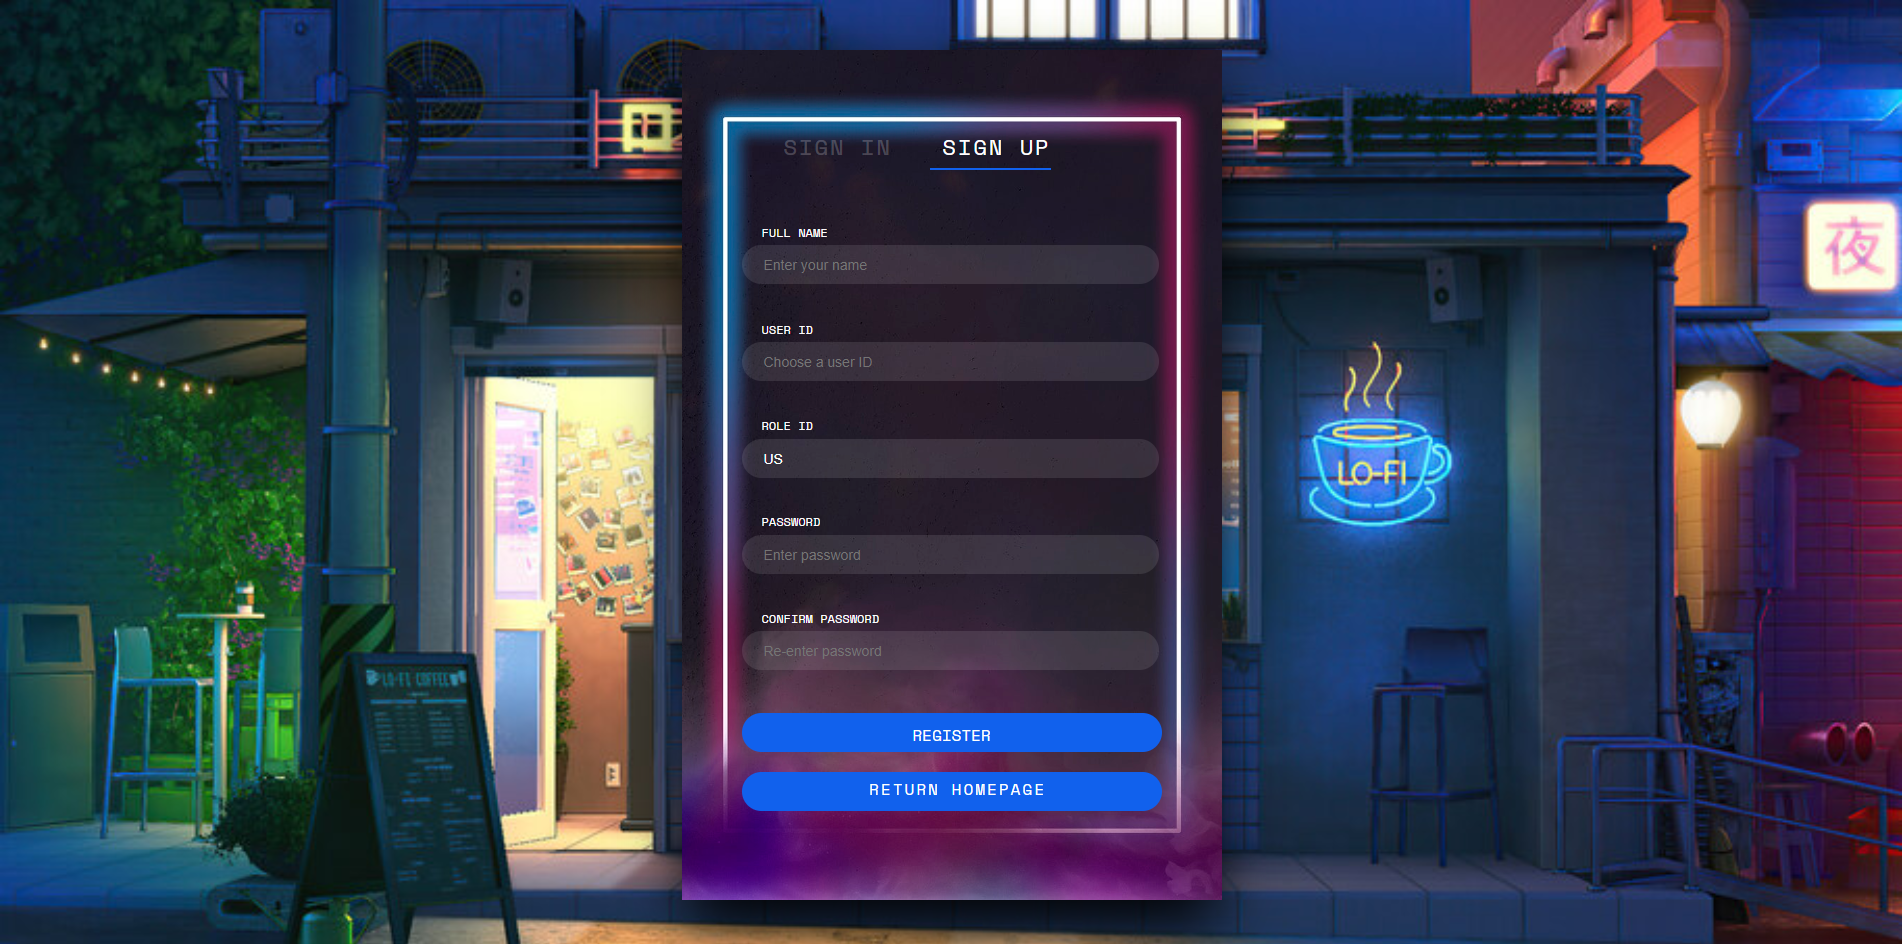 SIGN IN SIGN UP
夜
FULL NAME
Enter your name
USER ID
Choose a user ID
ROLE ID
US
LO-FI
PASSWORD
Enter password
CONFIRM PASSWORD
Re-enter password
LO-FI COFFEE
REGISTER
RETURN HOMEPAGE